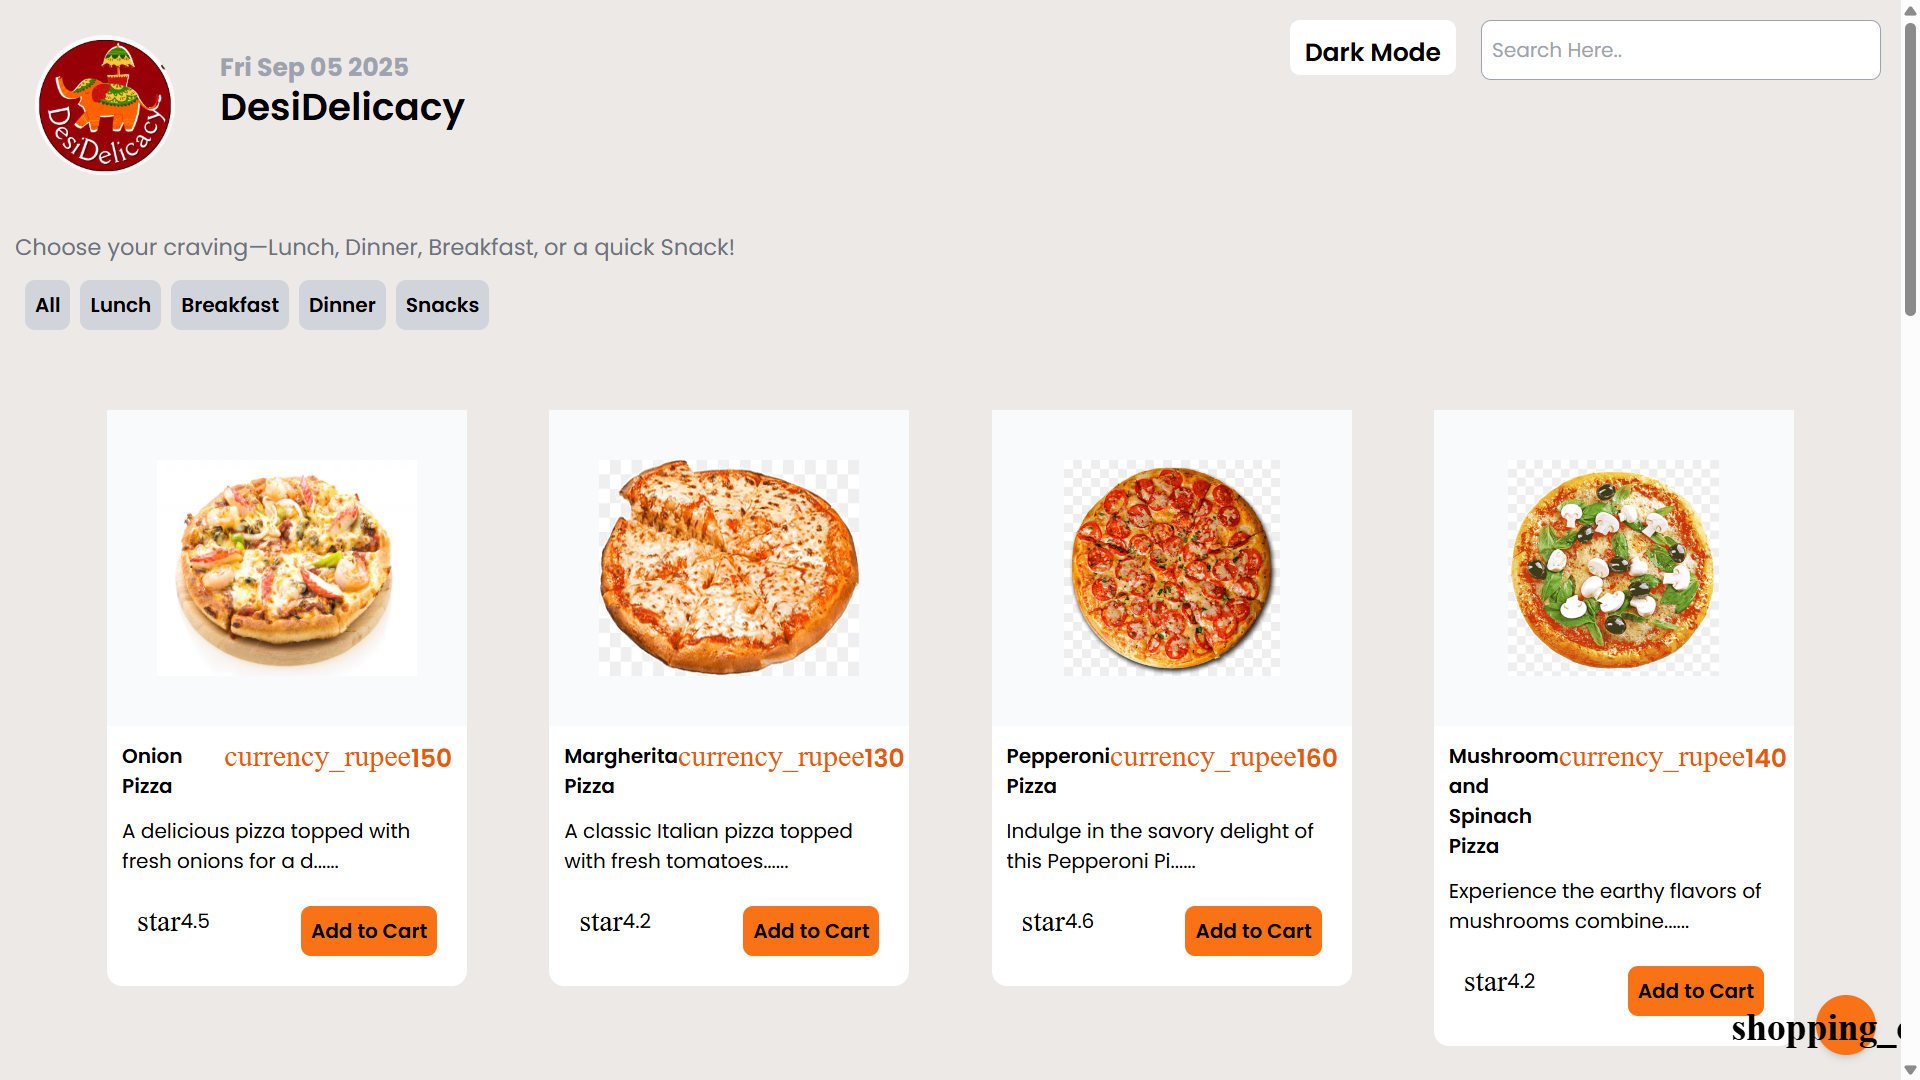 DesiDelicacy
Fri Sep 05 2025
DesiDelicacy
Dark Mode
Search Here..
Choose your craving—Lunch, Dinner, Breakfast, or a quick Snack!
All
Lunch
Breakfast
Dinner
Snacks
Onion
Pizza
currency_rupee150
A delicious pizza topped with
fresh onions for a d......
star4.5
Add to Cart
Margherita
Pizza
currency_rupee130
A classic Italian pizza topped
with fresh tomatoes......
star4.2
Add to Cart
Pepperoni
Pizza
currency_rupee160
Indulge in the savory delight of
this Pepperoni Pi......
star4.6
Add to Cart
Mushroom
and
Spinach
Pizza
currency_rupee140
Experience the earthy flavors of
mushrooms combine......
star4.2
Add to Cart
shopping_